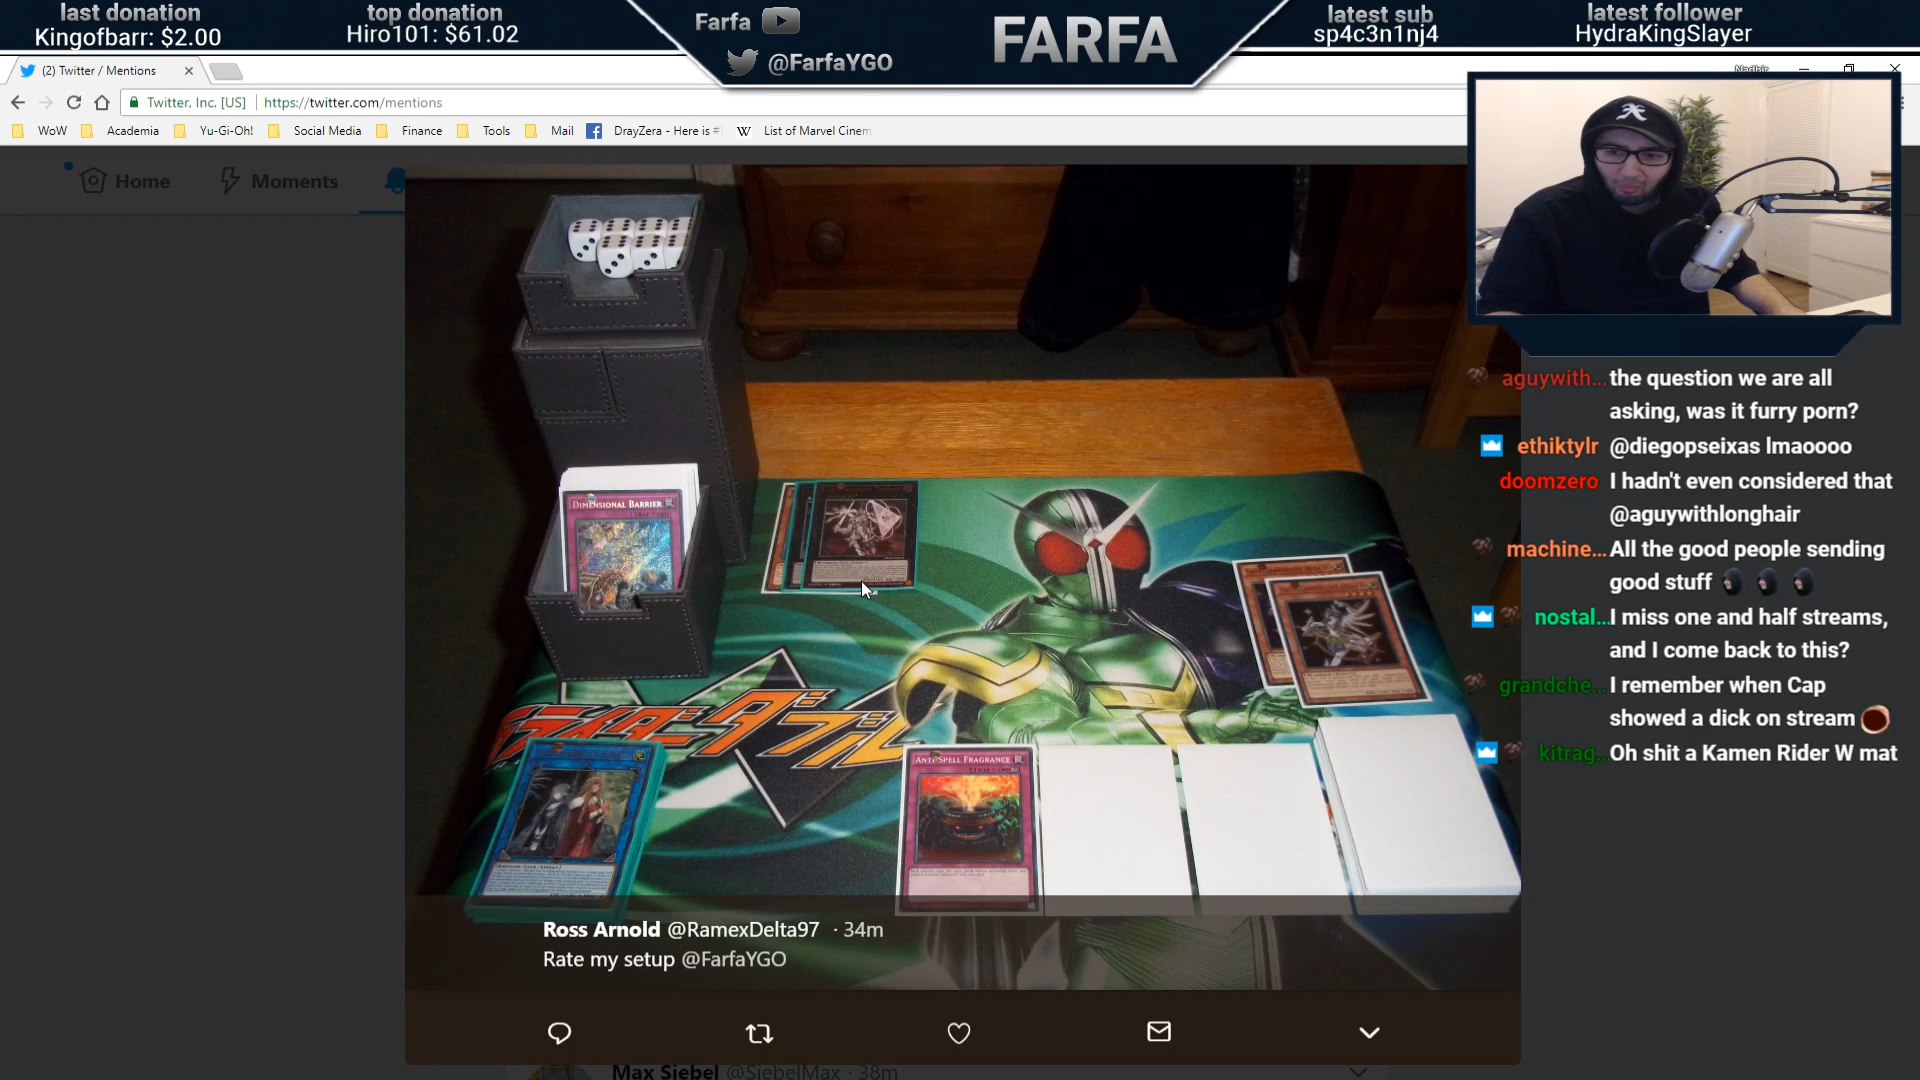 last donation
Kingofbarr: $2.00
top donation
Hiro101: $61.02
Farfa
@FarfaYGO
FARFA
latest sub
sp4c3n1nj4
latest follower
HydraKingSlayer
(2) Twitter / Mentions
Twitter, Inc. [US]
https://twitter.com/mentions
WoW
Academia
Yu-Gi-Oh!
Social Media
Finance
Tools
Mail
DrayZera - Here is #
W
List of Marvel Cinem
Home
Moments
DIMENSIONAL BARRIER
ダブル
ANTI-SPELL FRAGRANCE
aguywith... the question we are all
asking, was it furry porn?
ethiktylr @diegopseixas lmaoooo
doomzero I hadn't even considered that
@aguywithlonghair
machine... All the good people sending
good stuff
nostal... I miss one and half streams,
and I come back to this?
grandche... I remember when Cap
showed a dick on stream
kitrag... Oh shit a Kamen Rider W mat
Ross Arnold @RamexDelta97 · 34m
Rate my setup @FarfaYGO
Max Siebel @SiebelMax · 38m